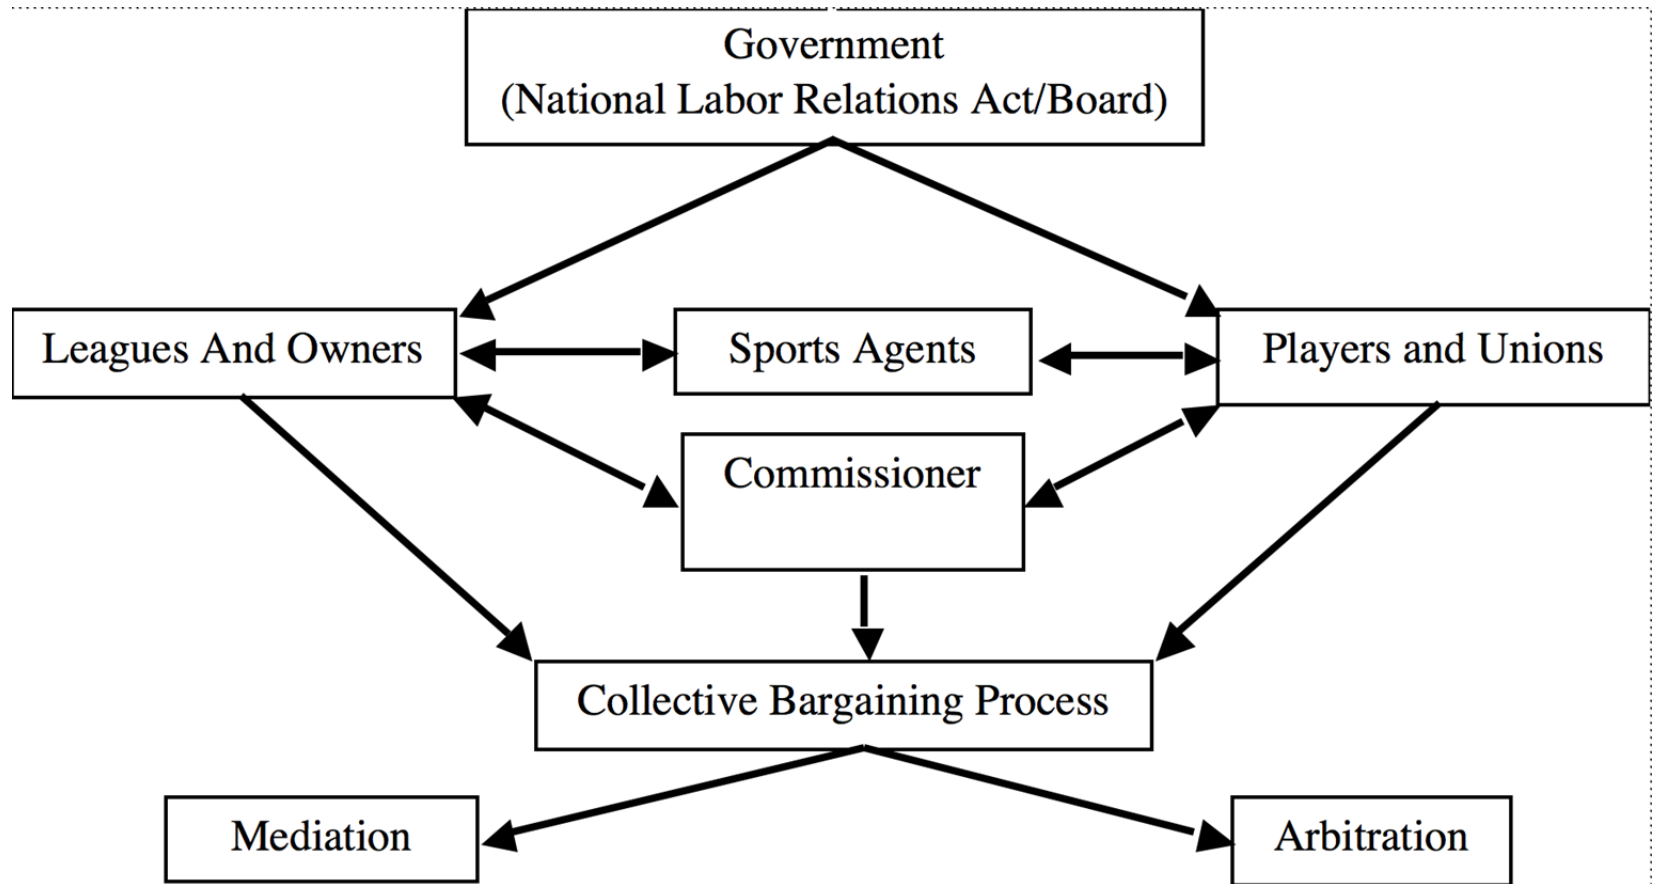 Government
(National Labor Relations Act/Board)
Leagues And Owners
Sports Agents
Players and Unions
Commissioner
Collective Bargaining Process
Mediation
Arbitration